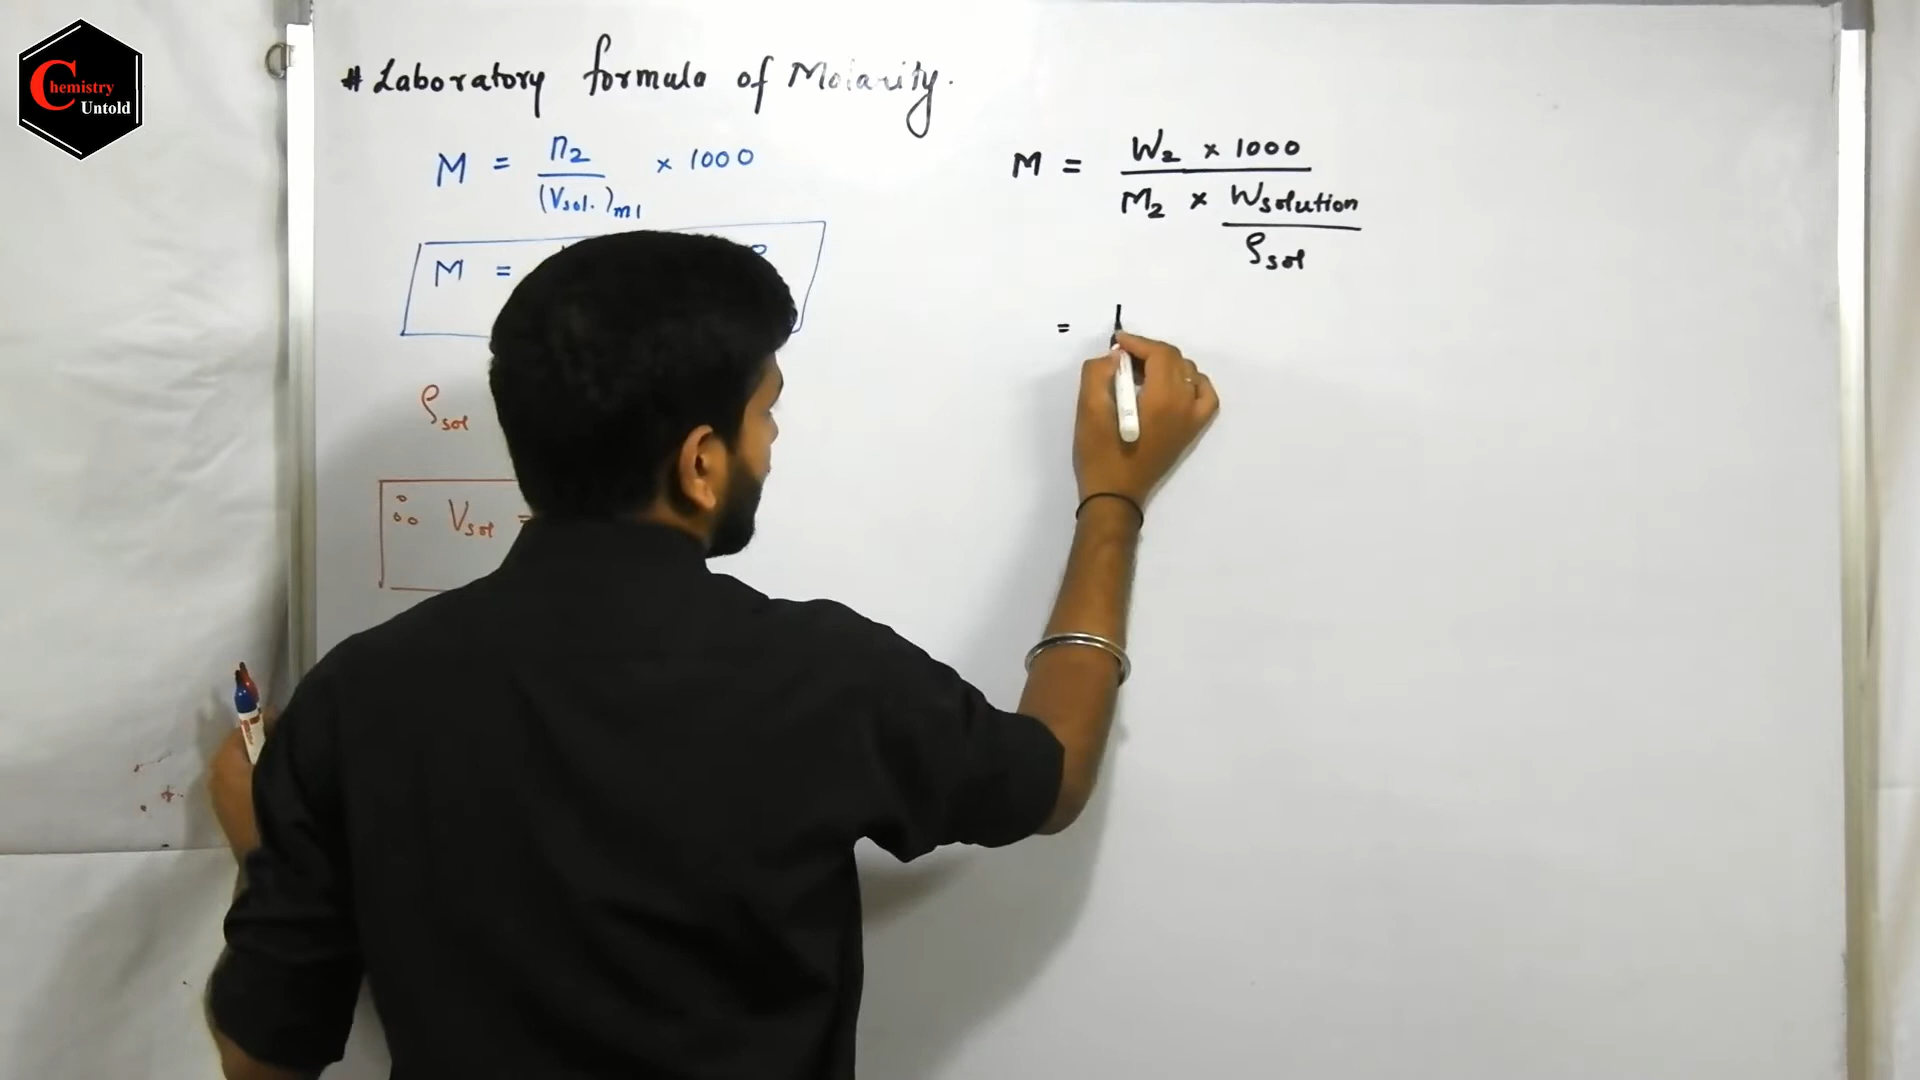 Chemistry
Untold
# Laboratory formula of Molarity.
M = n₂ / (Vsol.)ml × 1000
M =
ρsol
∴ Vsol =
M = W₂ × 1000 / M₂ × Wsolution / ρsol
=